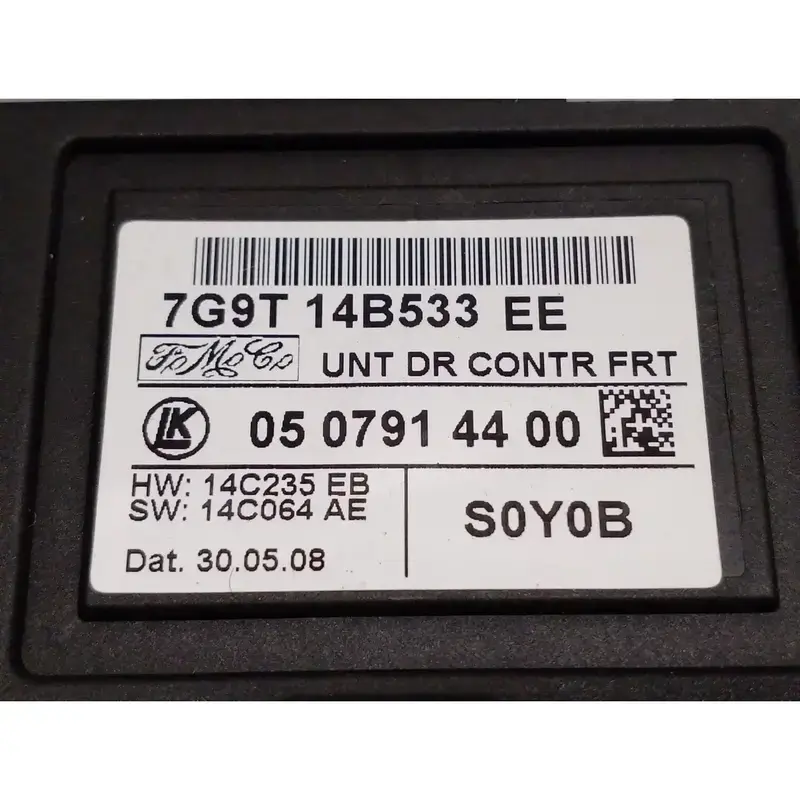 7G9T 14B533 EE
FoMoCo UNT DR CONTR FRT
LK 05 0791 44 00
HW: 14C235 EB
SW: 14C064 AE
S0Y0B
Dat. 30.05.08